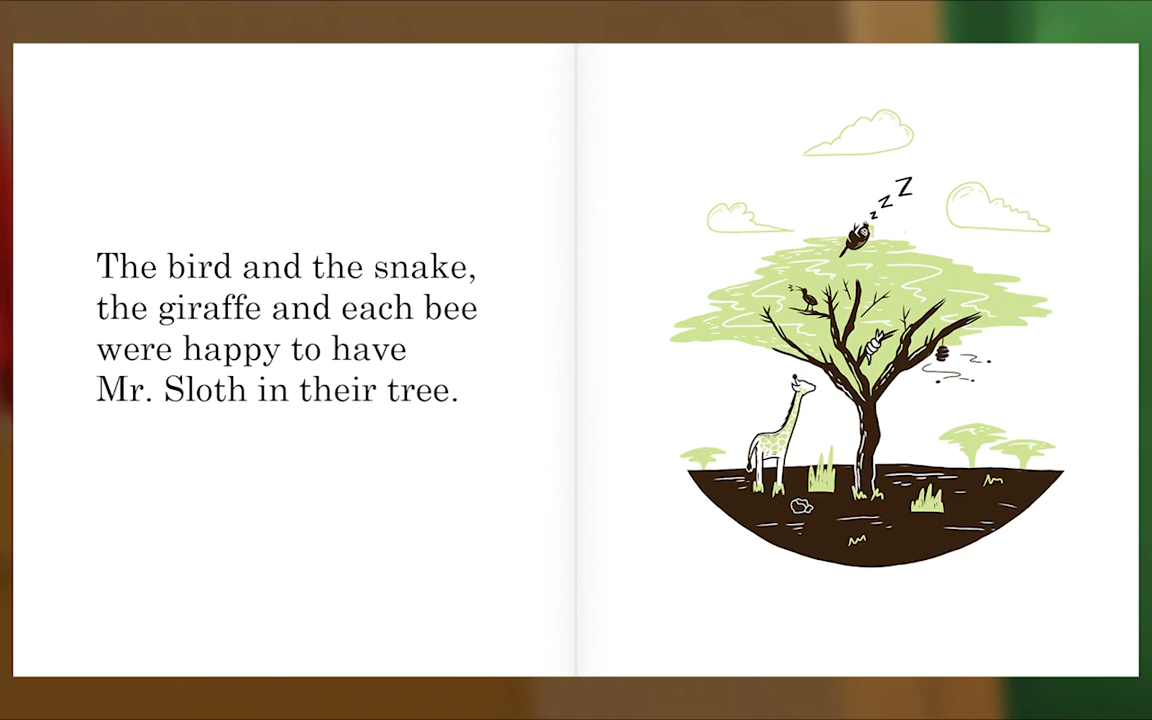 The bird and the snake,
the giraffe and each bee
were happy to have
Mr. Sloth in their tree.
z z Z Z